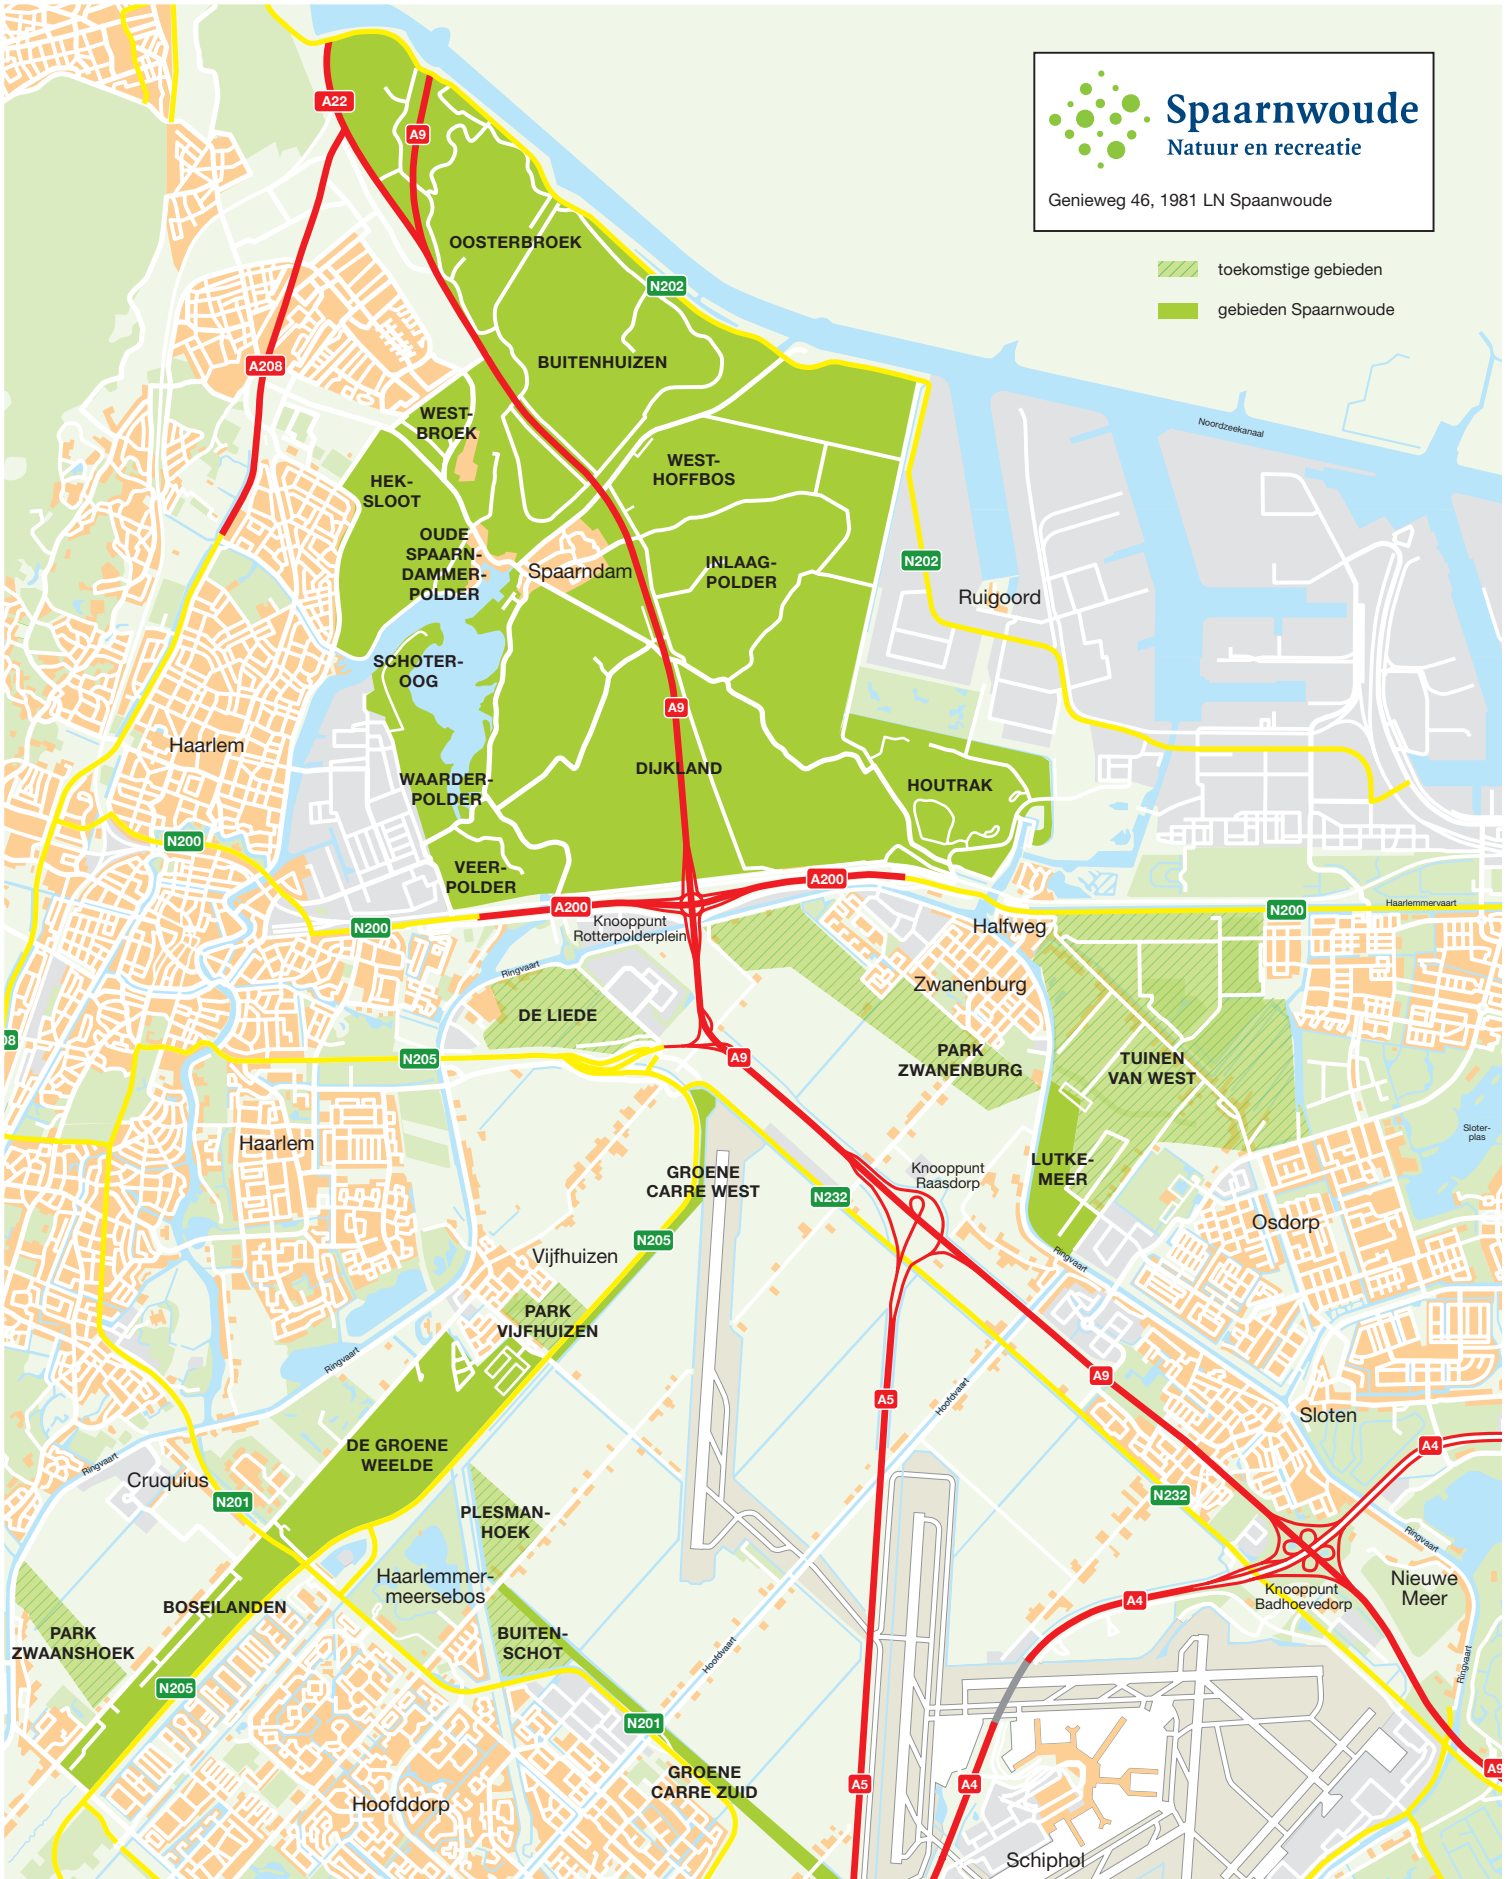 Spaarnwoude
Natuur en recreatie
Genieweg 46, 1981 LN Spaanwoude
toekomstige gebieden
gebieden Spaarnwoude
A22
A9
OOSTERBROEK
N202
BUITENHUIZEN
A208
WEST-
BROEK
Noordzeekanaal
WEST-
HOFFBOS
HEK-
SLOOT
OUDE
SPAARN-
DAMMER-
POLDER
Spaarndam
INLAAG-
POLDER
N202
Ruigoord
SCHOTER-
OOG
A9
Haarlem
DIJKLAND
WAARDER-
POLDER
HOUTRAK
N200
VEER-
POLDER
A200
A200
N200
Knooppunt
Rotterpolderplein
Halfweg
N200
Haarlemmervaart
Ringvaart
Zwanenburg
DE LIEDE
08
N205
A9
PARK
ZWANENBURG
TUINEN
VAN WEST
Sloter-
plas
Haarlem
GROENE
CARRE WEST
Knooppunt
Raasdorp
LUTKE-
MEER
N232
Osdorp
N205
Vijfhuizen
Ringvaart
PARK
VIJFHUIZEN
Ringvaart
A9
A5
Hoofdvaart
Sloten
DE GROENE
WEELDE
A4
Ringvaart
Cruquius
N201
N232
PLESMAN-
HOEK
Ringvaart
Haarlemmer-
meersebos
Knooppunt
Badhoevedorp
Nieuwe
Meer
A4
BOSEILANDEN
PARK
ZWAANSHOEK
BUITEN-
SCHOT
Hoofdvaart
Ringvaart
N205
N201
A9
GROENE
CARRE ZUID
A5
A4
Hoofddorp
Schiphol